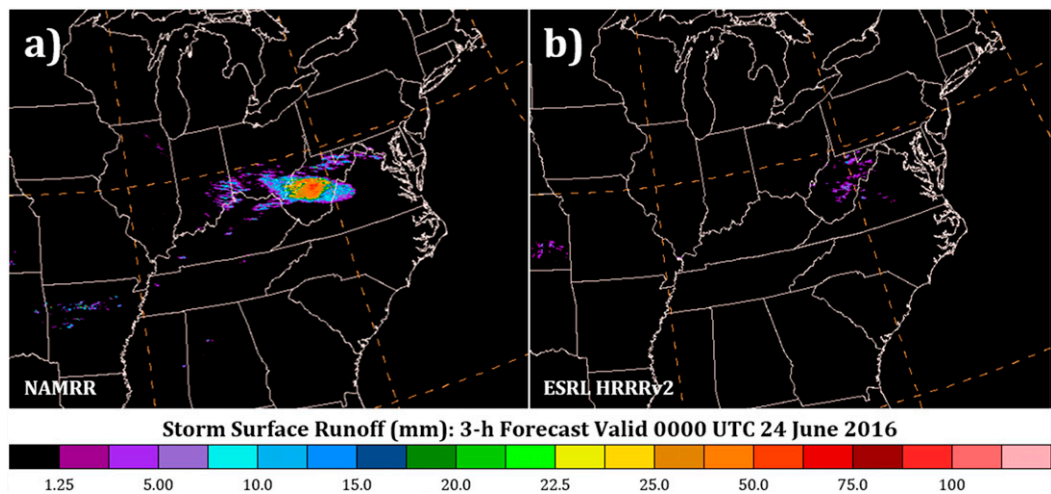 a)
b)
NAMRR
ESRL HRRRv2
Storm Surface Runoff (mm): 3-h Forecast Valid 0000 UTC 24 June 2016
1.25 5.00 10.0 15.0 20.0 22.5 25.0 50.0 75.0 100